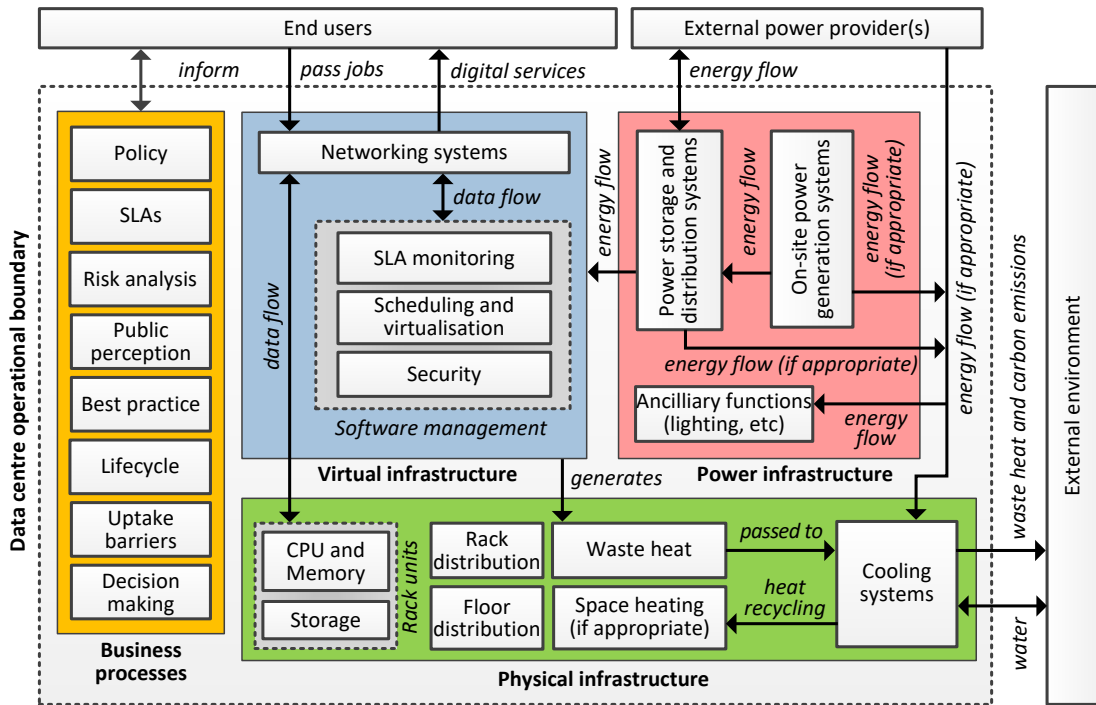 End users
External power provider(s)
inform
pass jobs
digital services
energy flow
Data centre operational boundary
Policy
SLAs
Risk analysis
Public
perception
Best practice
Lifecycle
Uptake
barriers
Decision
making
Business
processes
Networking systems
data flow
data flow
SLA monitoring
Scheduling and
virtualisation
Security
Software management
Virtual infrastructure
energy flow
Power storage and
distribution systems
energy flow
On-site power
generation systems
energy flow
(if appropriate)
energy flow (if appropriate)
energy flow (if appropriate)
Ancilliary functions
(lighting, etc)
energy
flow
Power infrastructure
generates
CPU and
Memory
Storage
Rack units
Rack
distribution
Floor
distribution
Waste heat
Space heating
(if appropriate)
passed to
heat
recycling
Cooling
systems
Physical infrastructure
waste heat and carbon emissions
water
External environment